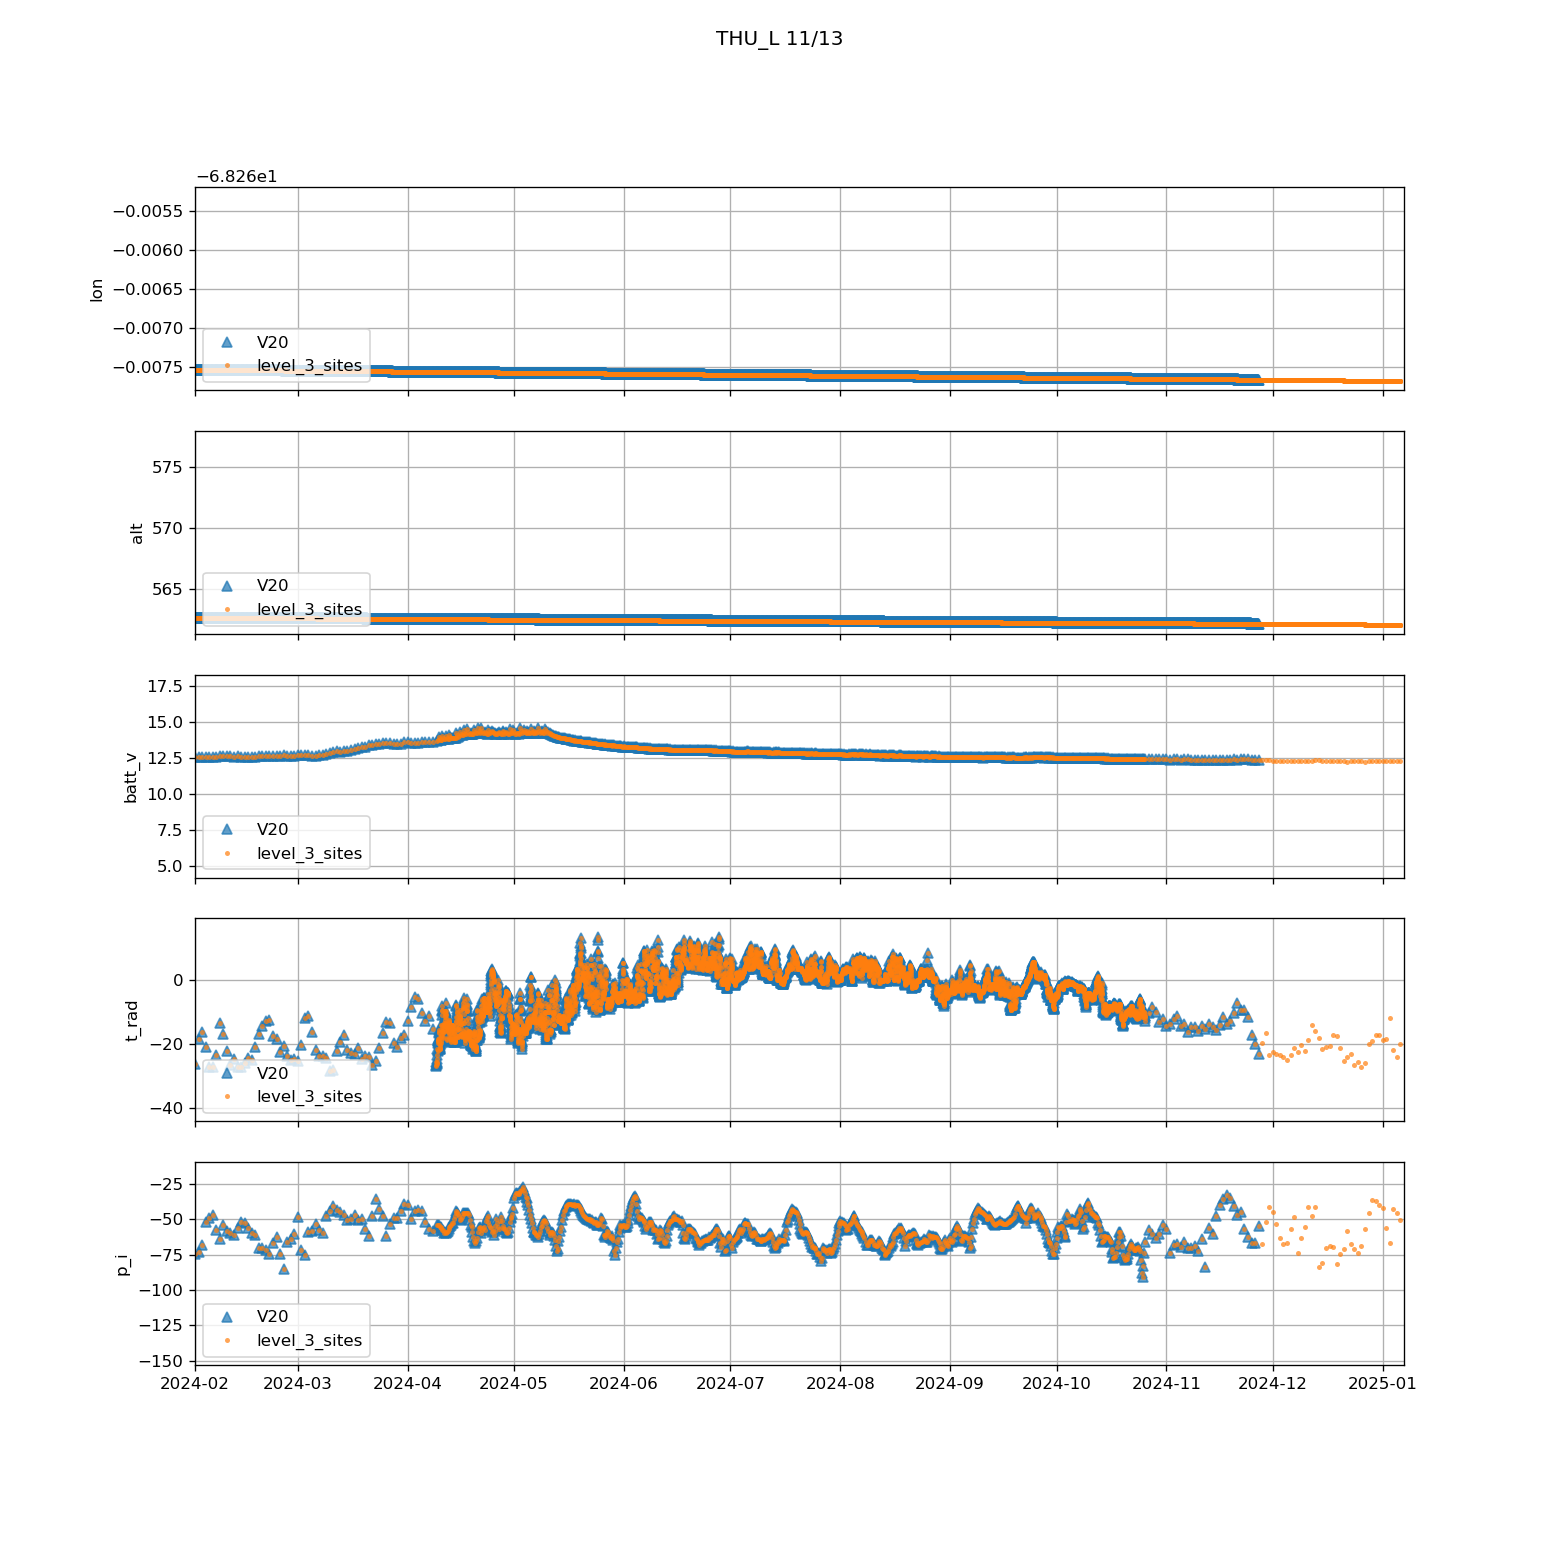 THU_L 11/13
−6.826e1
−0.0055
−0.0060
−0.0065
−0.0070
−0.0075
lon
V20
level_3_sites
575
570
565
alt
V20
level_3_sites
17.5
15.0
12.5
10.0
7.5
5.0
batt_v
V20
level_3_sites
0
−20
−40
t_rad
V20
level_3_sites
−25
−50
−75
−100
−125
−150
p_i
V20
level_3_sites
2024-02 2024-03 2024-04 2024-05 2024-06 2024-07 2024-08 2024-09 2024-10 2024-11 2024-12 2025-01